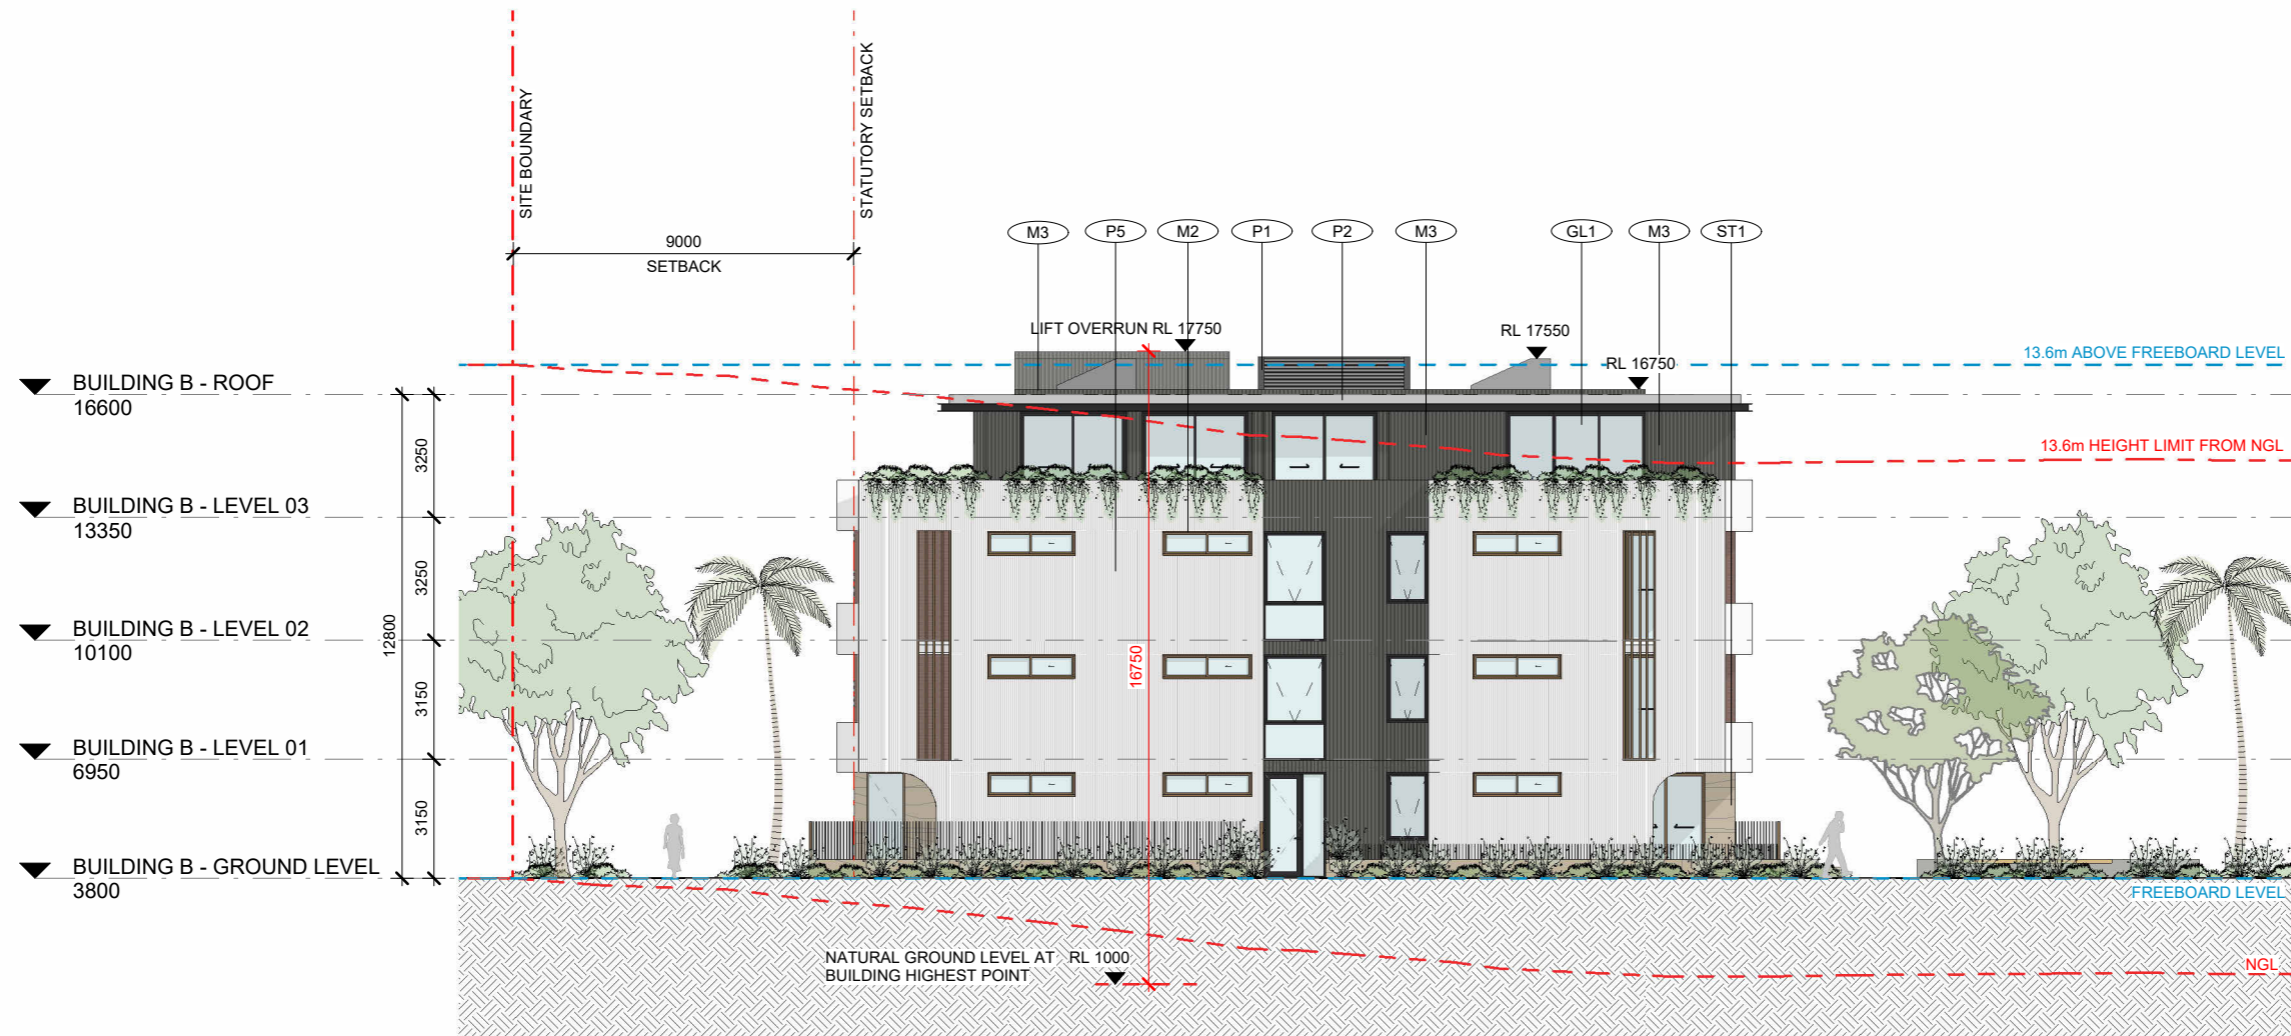 SITE BOUNDARY
STATUTORY SETBACK
9000
SETBACK
M3
P5
M2
P1
P2
M3
GL1
M3
ST1
LIFT OVERRUN RL 17750
RL 17550
RL 16750
13.6m ABOVE FREEBOARD LEVEL
BUILDING B - ROOF
16600
13.6m HEIGHT LIMIT FROM NGL
3250
BUILDING B - LEVEL 03
13350
3250
BUILDING B - LEVEL 02
10100
12800
16750
3150
BUILDING B - LEVEL 01
6950
3150
BUILDING B - GROUND LEVEL
3800
FREEBOARD LEVEL
NATURAL GROUND LEVEL AT
BUILDING HIGHEST POINT
RL 1000
NGL